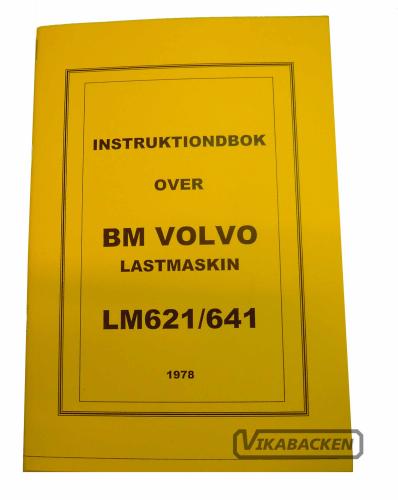 INSTRUKTIONDBOK
OVER
BM VOLVO
LASTMASKIN
LM621/641
1978
VIKABACKEN